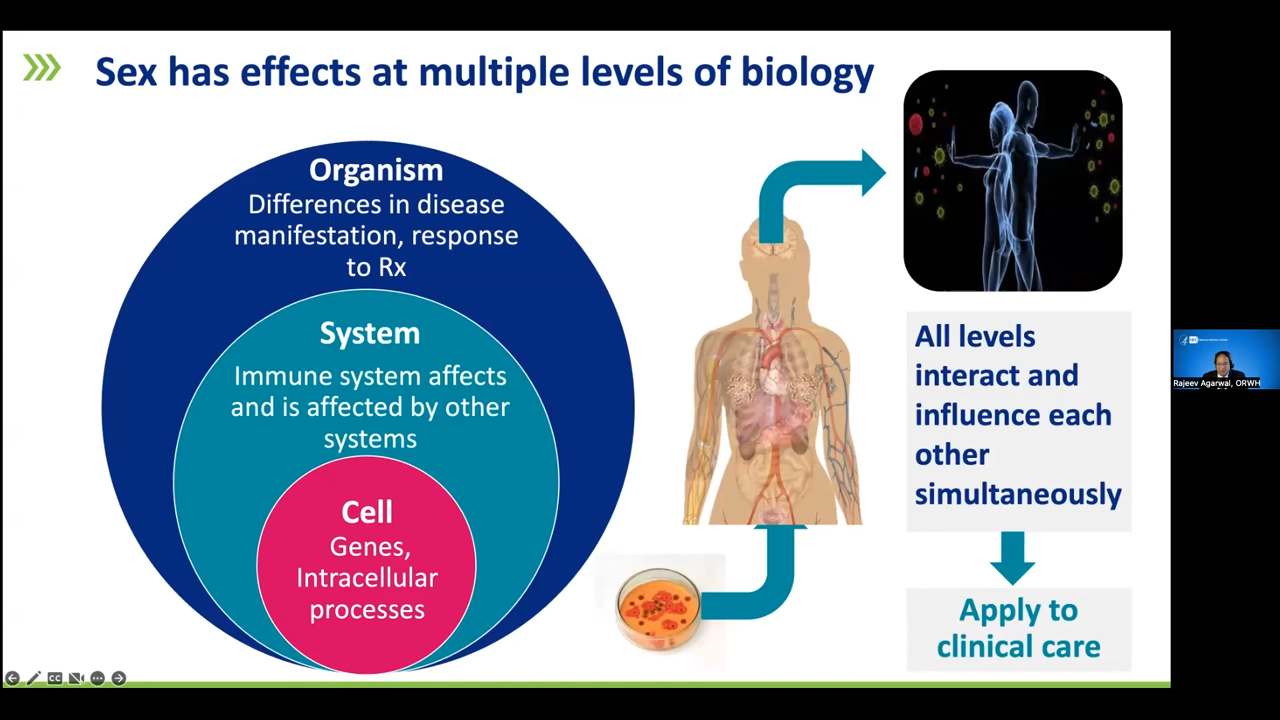 Sex has effects at multiple levels of biology
Organism
Differences in disease
manifestation, response
to Rx
System
Immune system affects
and is affected by other
systems
Cell
Genes,
Intracellular
processes
All levels
interact and
influence each
other
simultaneously
Apply to
clinical care
Rajeev Agarwal, ORWH
CC